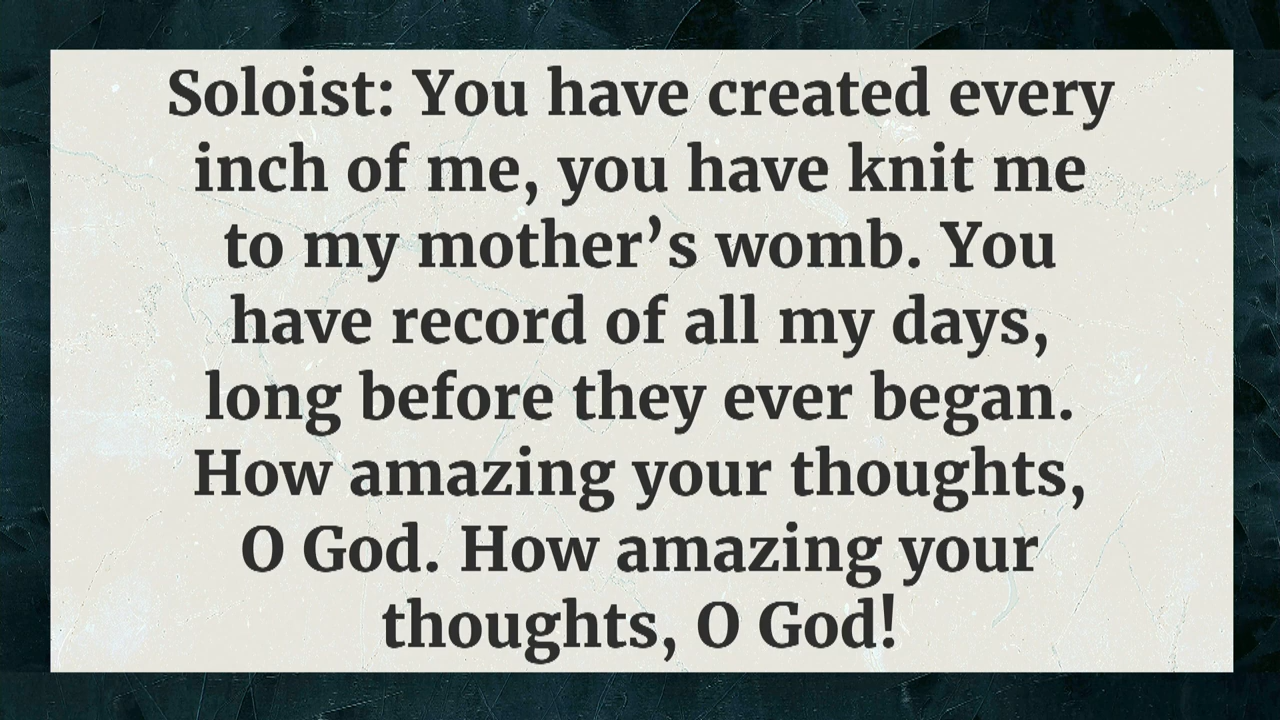 Soloist: You have created every
inch of me, you have knit me
to my mother’s womb. You
have record of all my days,
long before they ever began.
How amazing your thoughts,
O God. How amazing your
thoughts, O God!